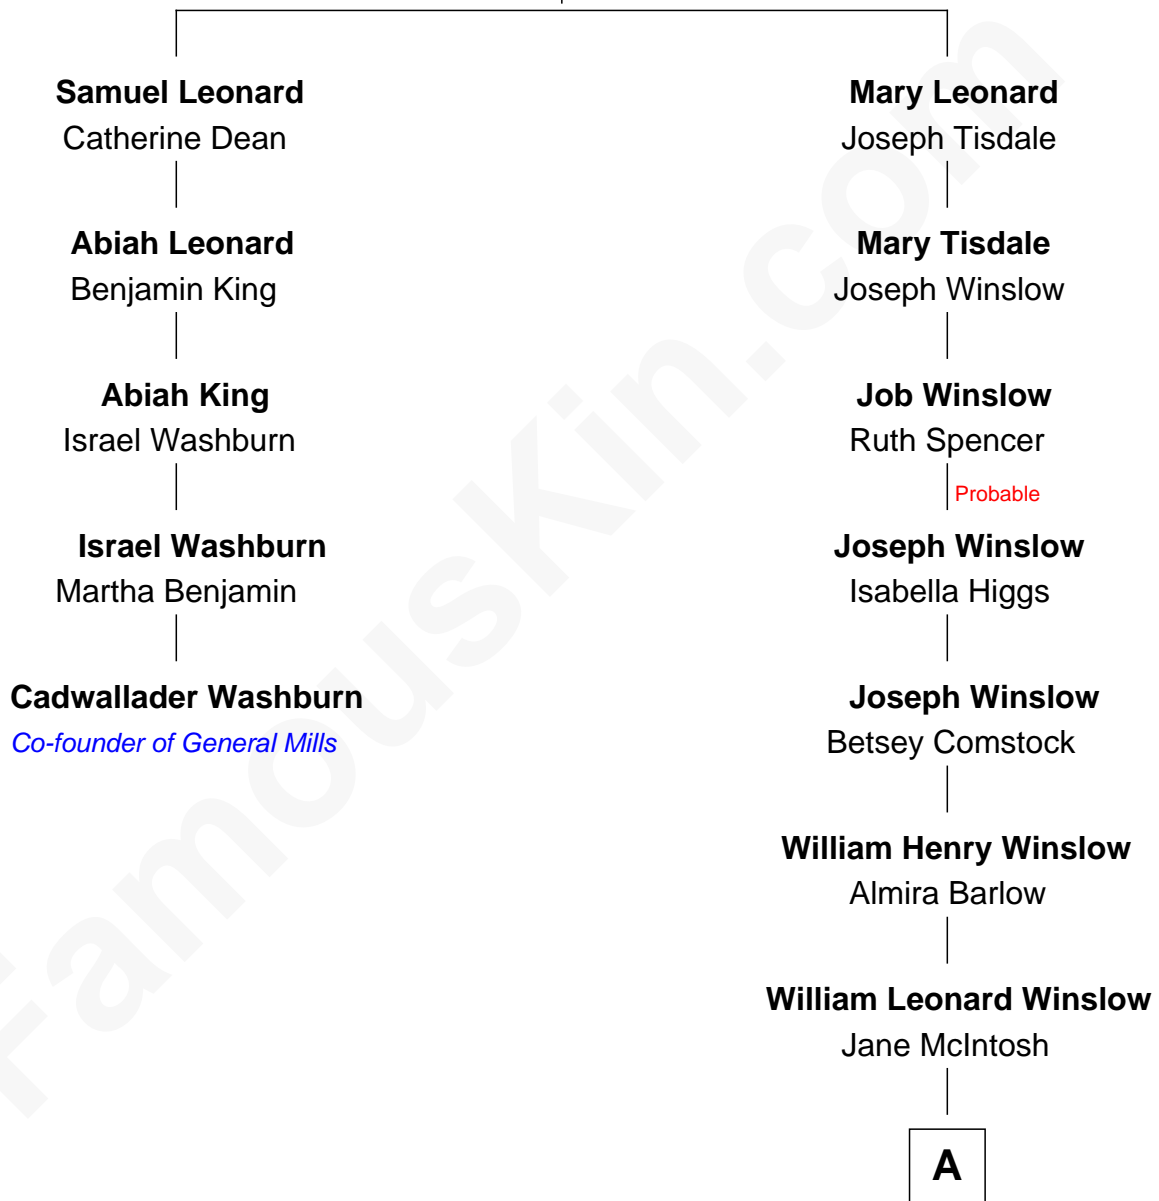 Samuel Leonard
Catherine Dean
Abiah Leonard
Benjamin King
Abiah King
Israel Washburn
Israel Washburn
Martha Benjamin
Cadwallader Washburn
Co-founder of General Mills
Mary Leonard
Joseph Tisdale
Mary Tisdale
Joseph Winslow
Job Winslow
Ruth Spencer
Probable
Joseph Winslow
Isabella Higgs
Joseph Winslow
Betsey Comstock
William Henry Winslow
Almira Barlow
William Leonard Winslow
Jane McIntosh
A
FamousKin.com